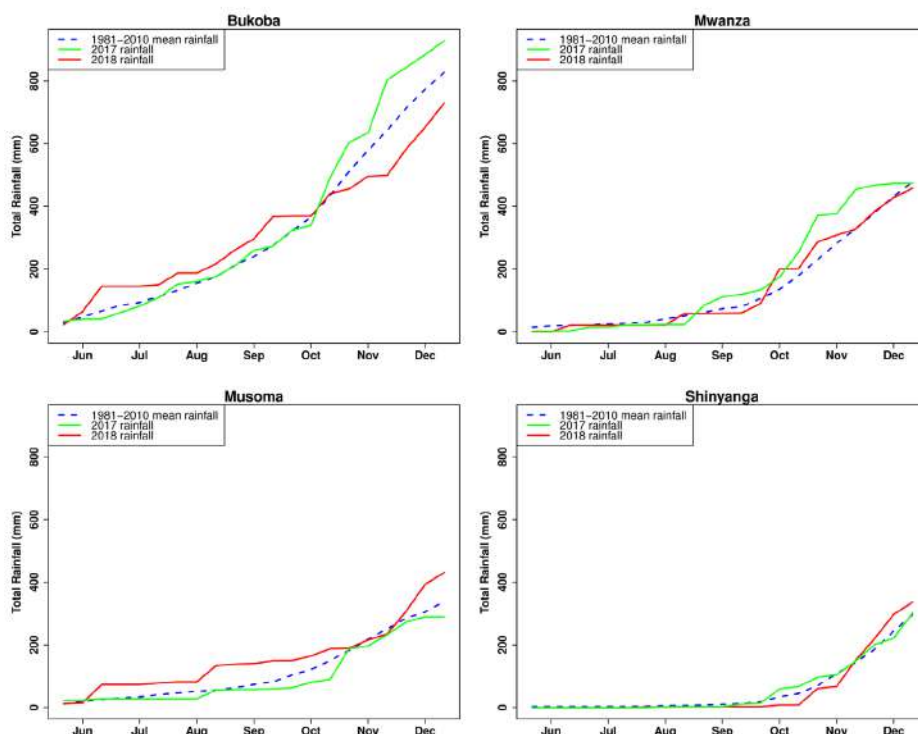 Bukoba
1981−2010 mean rainfall
2017 rainfall
2018 rainfall
Total Rainfall (mm)
800
600
400
200
0
Jun Jul Aug Sep Oct Nov Dec
Mwanza
1981−2010 mean rainfall
2017 rainfall
2018 rainfall
Total Rainfall (mm)
800
600
400
200
0
Jun Jul Aug Sep Oct Nov Dec
Musoma
1981−2010 mean rainfall
2017 rainfall
2018 rainfall
Total Rainfall (mm)
800
600
400
200
0
Jun Jul Aug Sep Oct Nov Dec
Shinyanga
1981−2010 mean rainfall
2017 rainfall
2018 rainfall
Total Rainfall (mm)
800
600
400
200
0
Jun Jul Aug Sep Oct Nov Dec